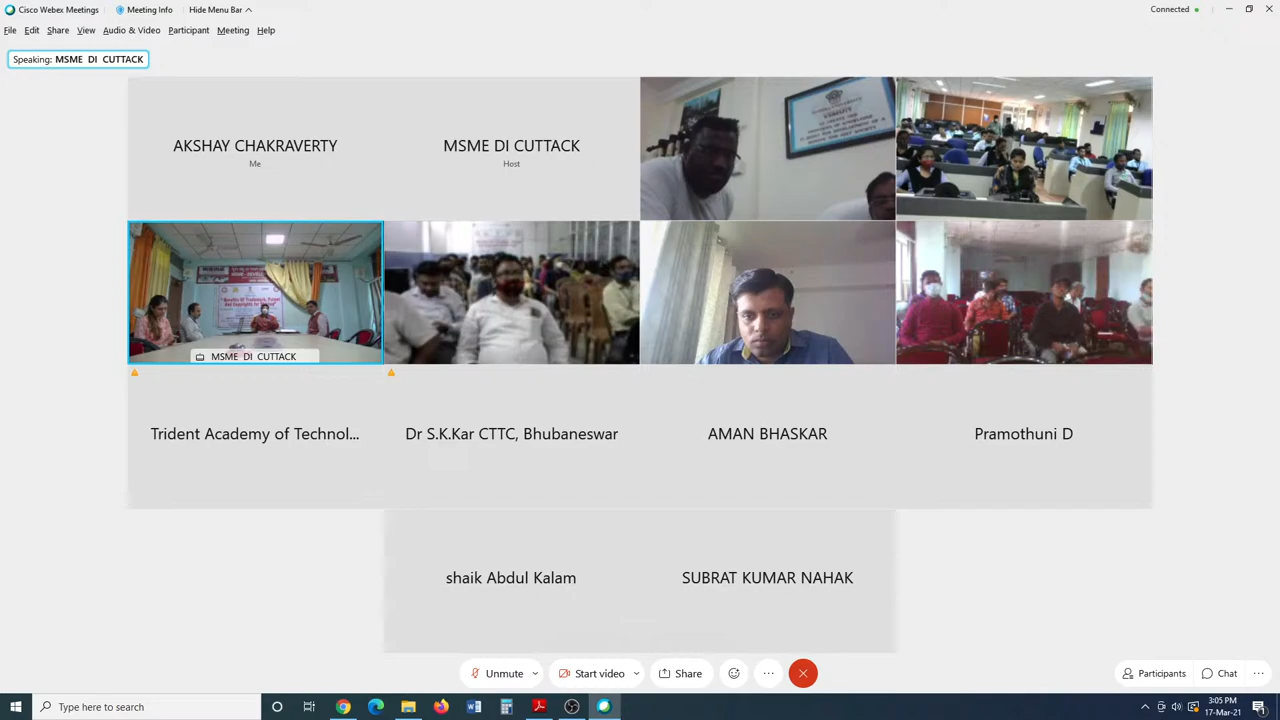 Cisco Webex Meetings
Meeting Info
Hide Menu Bar
Connected
File Edit Share View Audio & Video Participant Meeting Help
Speaking: MSME DI CUTTACK
AKSHAY CHAKRAVERTY
Me
MSME DI CUTTACK
Host
MSME DI CUTTACK
Trident Academy of Technol...
Dr S.K.Kar CTTC, Bhubaneswar
AMAN BHASKAR
Pramothuni D
shaik Abdul Kalam
SUBRAT KUMAR NAHAK
Unmute
Start video
Share
Participants
Chat
Type here to search
3:05 PM
17-Mar-21